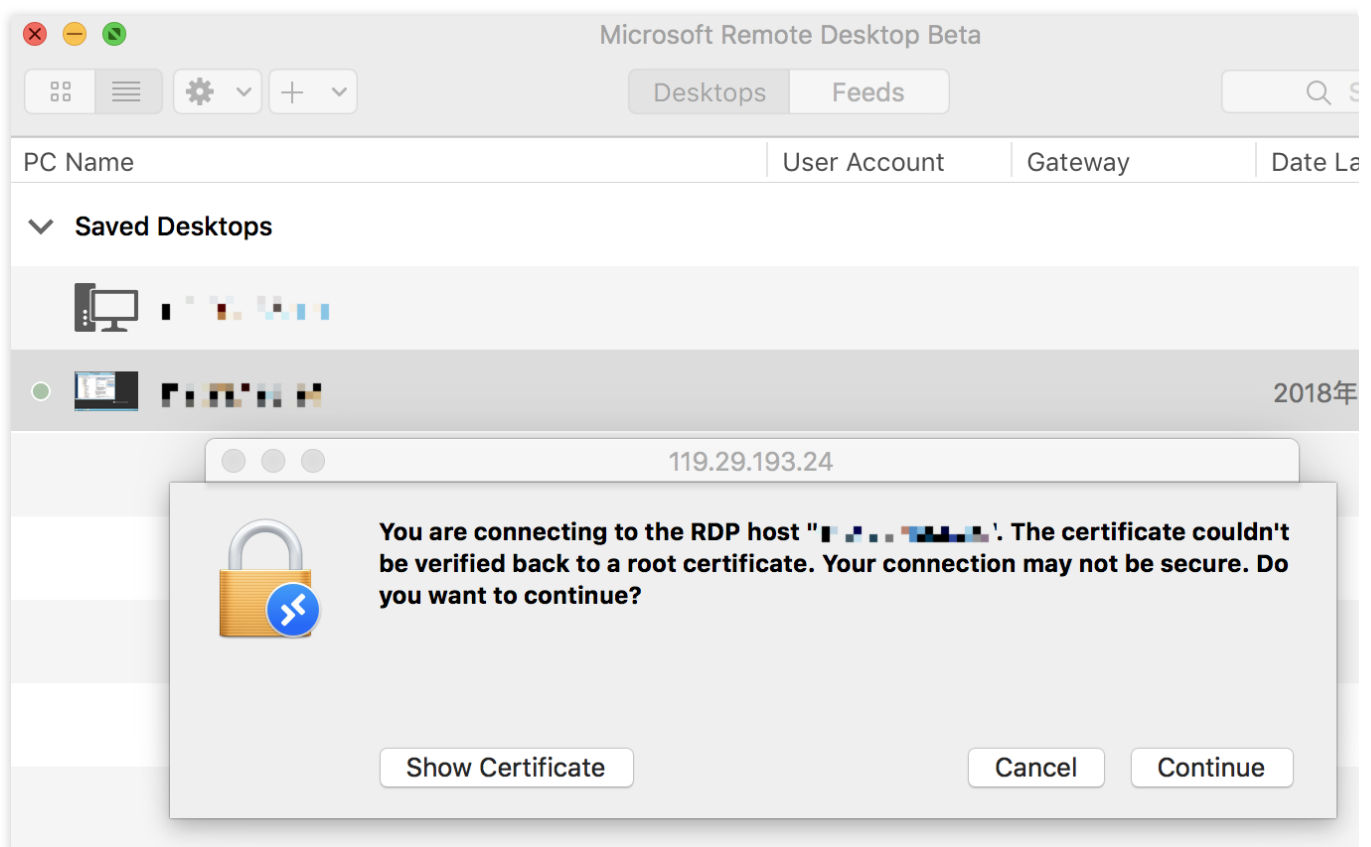 Microsoft Remote Desktop Beta
Desktops Feeds
PC Name User Account Gateway Date La
Saved Desktops
2018年
119.29.193.24
You are connecting to the RDP host " '. The certificate couldn't
be verified back to a root certificate. Your connection may not be secure. Do
you want to continue?
Show Certificate Cancel Continue